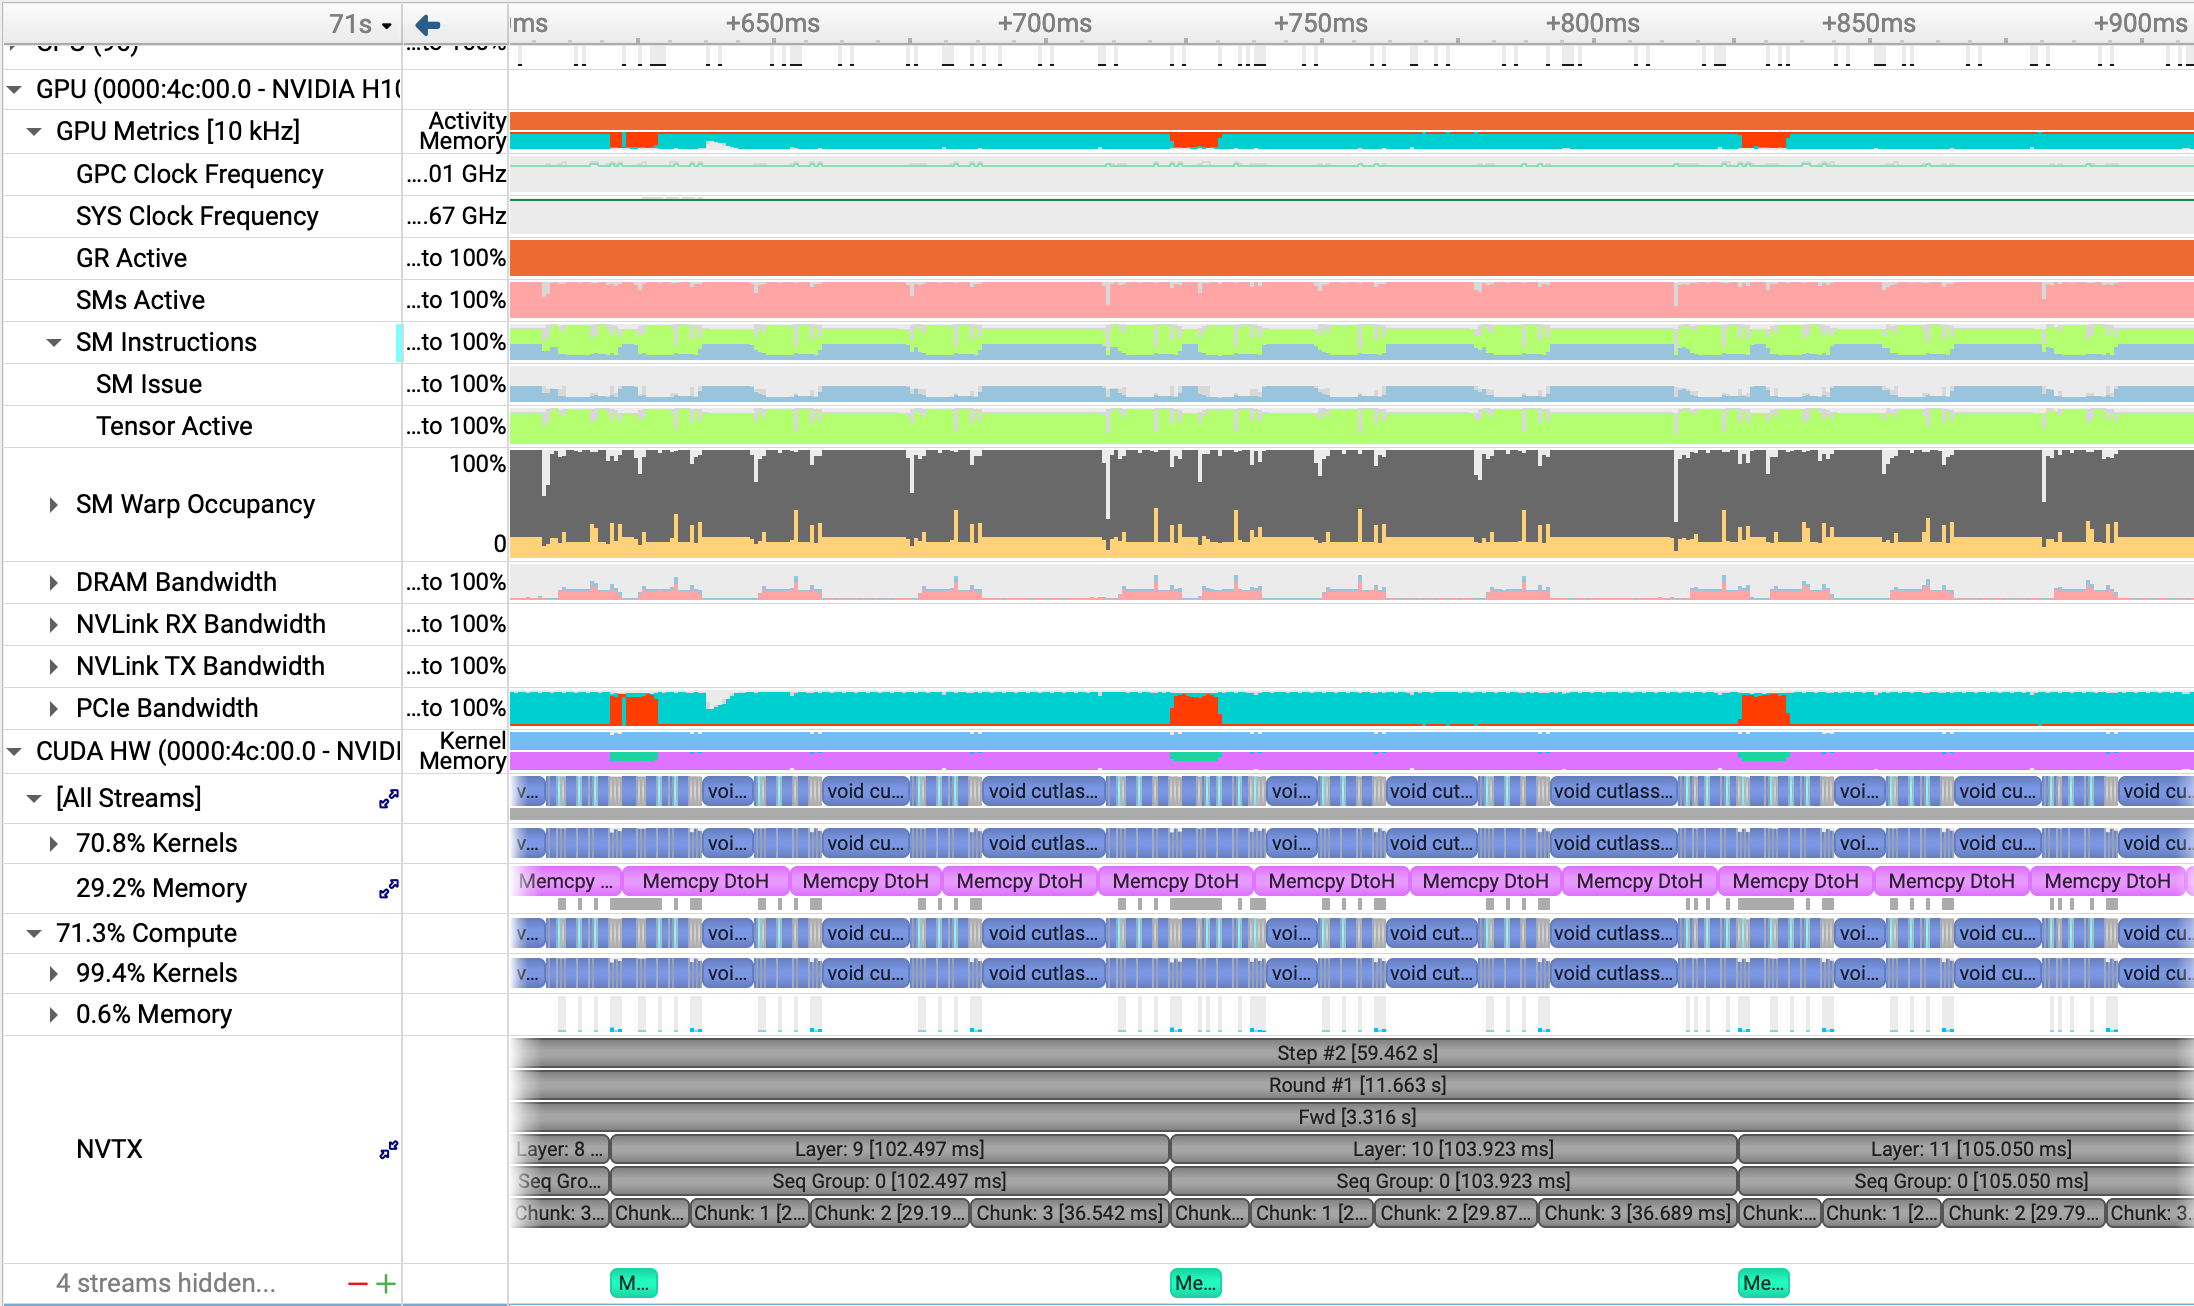 71s ms +650ms +700ms +750ms +800ms +850ms +900ms
GPU (0000:4c:00.0 - NVIDIA H10
GPU Metrics [10 kHz] Activity
Memory
GPC Clock Frequency ....01 GHz
SYS Clock Frequency ....67 GHz
GR Active ...to 100%
SMs Active ...to 100%
SM Instructions ...to 100%
SM Issue ...to 100%
Tensor Active ...to 100%
100%
SM Warp Occupancy
0
DRAM Bandwidth ...to 100%
NVLink RX Bandwidth ...to 100%
NVLink TX Bandwidth ...to 100%
PCIe Bandwidth ...to 100%
CUDA HW (0000:4c:00.0 - NVIDI Kernel
Memory
[All Streams] v... voi... void cu... void cutlas... voi... void cut... void cutlass... voi... void cu... void cu...
70.8% Kernels v... voi... void cu... void cutlas... voi... void cut... void cutlass... voi... void cu... void cu...
29.2% Memory Memcpy ... Memcpy DtoH Memcpy DtoH Memcpy DtoH Memcpy DtoH Memcpy DtoH Memcpy DtoH Memcpy DtoH Memcpy DtoH Memcpy DtoH Memcpy DtoH
71.3% Compute v... voi... void cu... void cutlas... voi... void cut... void cutlass... voi... void cu... void cu...
99.4% Kernels v... voi... void cu... void cutlas... voi... void cut... void cutlass... voi... void cu... void cu...
0.6% Memory
Step #2 [59.462 s]
Round #1 [11.663 s]
Fwd [3.316 s]
NVTX Layer: 8 ... Layer: 9 [102.497 ms] Layer: 10 [103.923 ms] Layer: 11 [105.050 ms]
Seq Gro... Seq Group: 0 [102.497 ms] Seq Group: 0 [103.923 ms] Seq Group: 0 [105.050 ms]
Chunk: 3... Chunk... Chunk: 1 [2... Chunk: 2 [29.19... Chunk: 3 [36.542 ms] Chunk... Chunk: 1 [2... Chunk: 2 [29.87... Chunk: 3 [36.689 ms] Chunk:... Chunk: 1 [2... Chunk: 2 [29.79... Chunk: 3...
4 streams hidden... − + M... Me... Me...